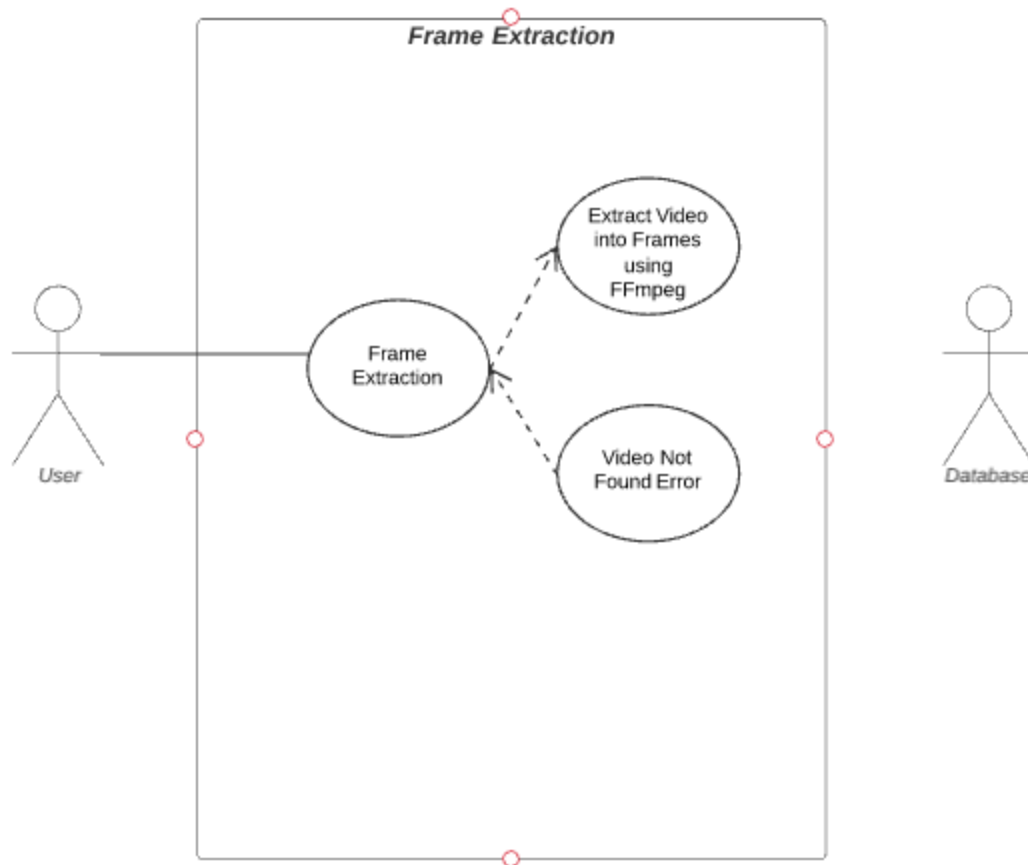 Frame Extraction
Extract Video
into Frames
using
FFmpeg
Frame
Extraction
Video Not
Found Error
User
Database